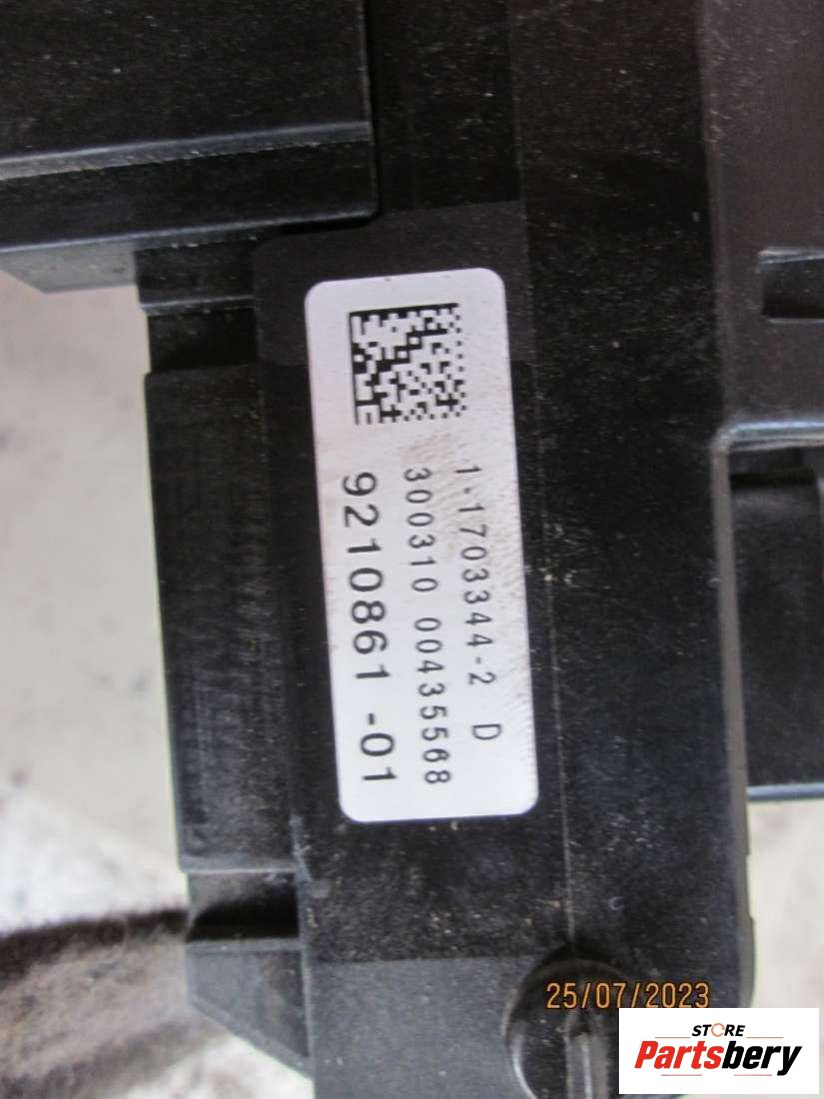 1-1703344-2 D
300310 00435568
9210861-01
25/07/2023
STORE
Partsbery